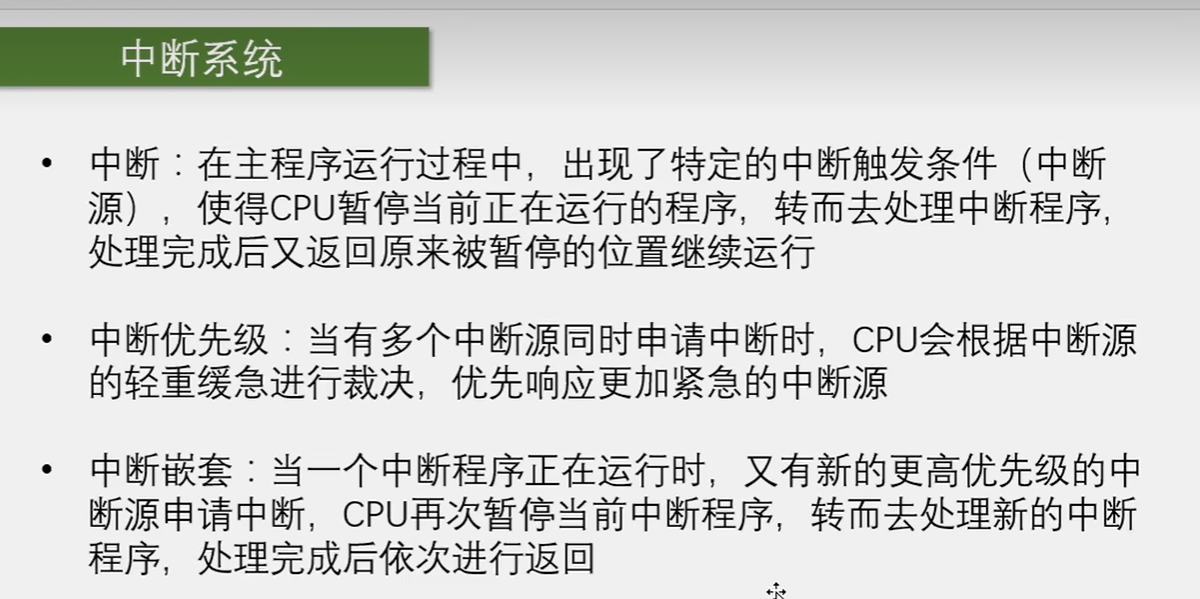 中断系统
• 中断：在主程序运行过程中，出现了特定的中断触发条件（中断
源），使得CPU暂停当前正在运行的程序，转而去处理中断程序，
处理完成后又返回原来被暂停的位置继续运行
• 中断优先级：当有多个中断源同时申请中断时，CPU会根据中断源
的轻重缓急进行裁决，优先响应更加紧急的中断源
• 中断嵌套：当一个中断程序正在运行时，又有新的更高优先级的中
断源申请中断，CPU再次暂停当前中断程序，转而去处理新的中断
程序，处理完成后依次进行返回